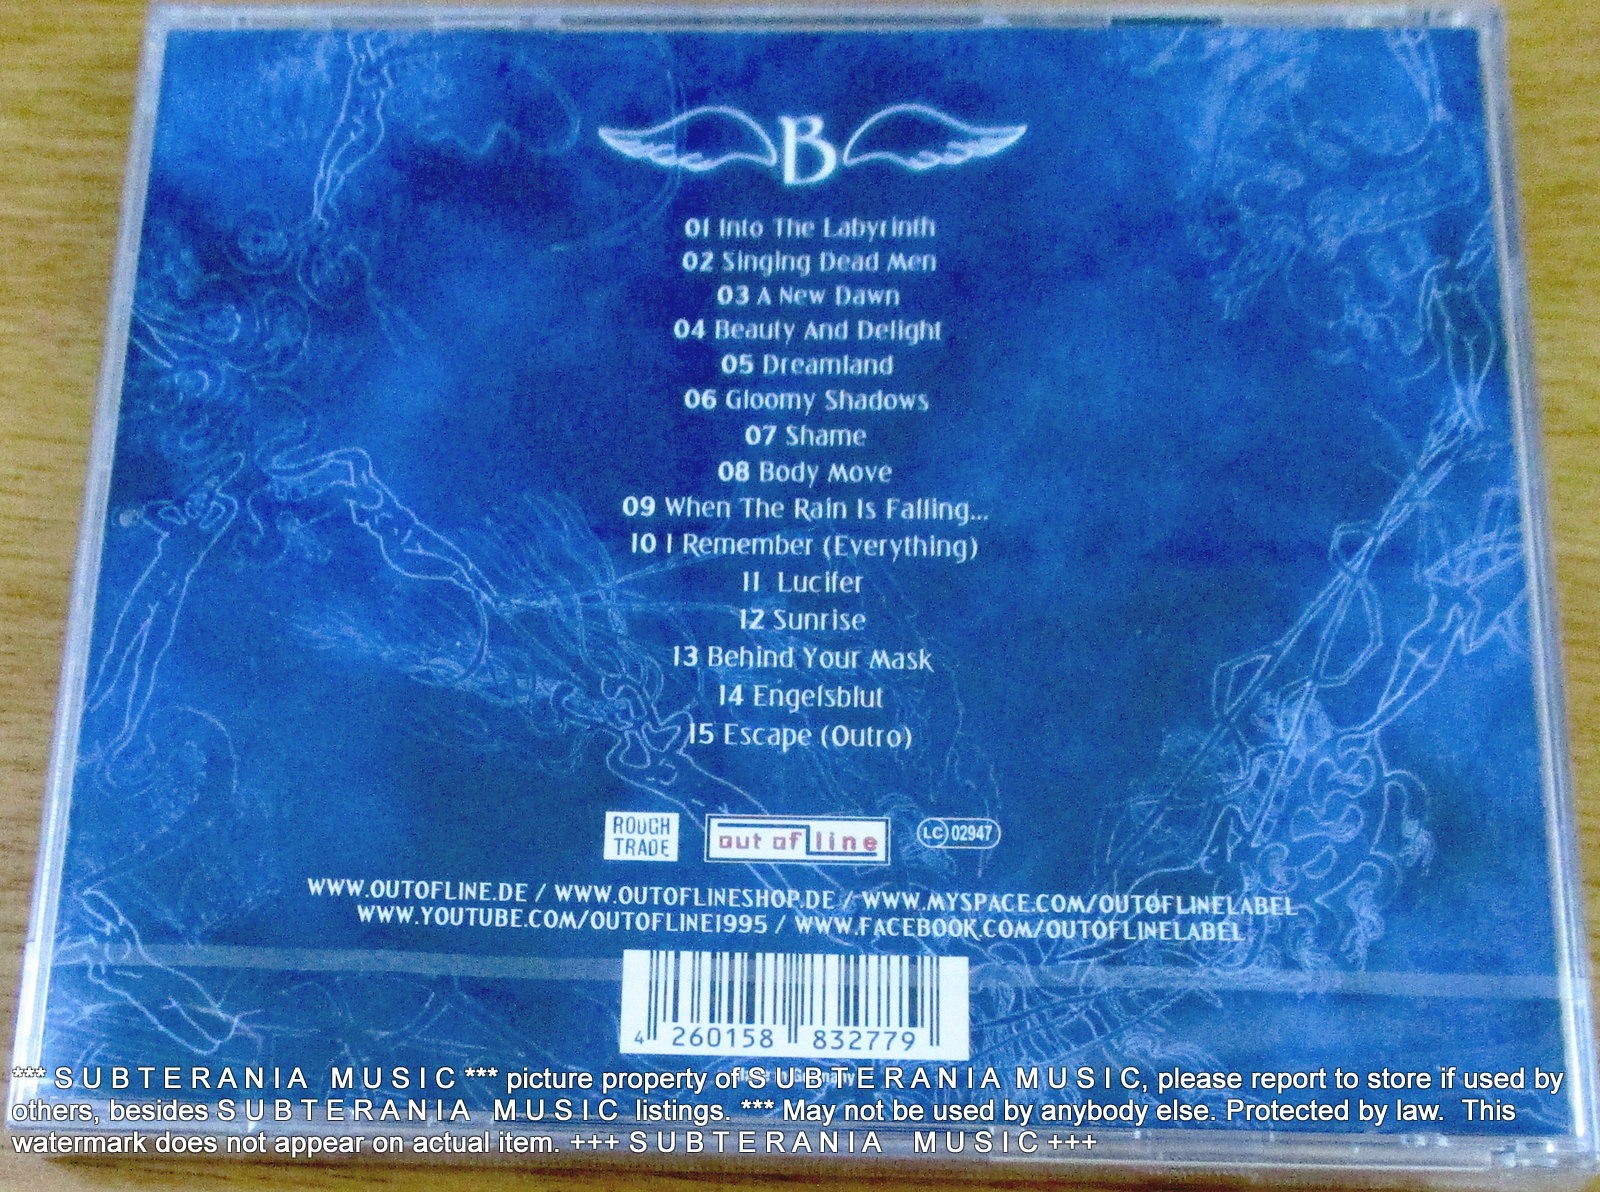 B
01 Into The Labyrinth
02 Singing Dead Men
03 A New Dawn
04 Beauty And Delight
05 Dreamland
06 Gloomy Shadows
07 Shame
08 Body Move
09 When The Rain Is Falling...
10 I Remember (Everything)
11 Lucifer
12 Sunrise
13 Behind Your Mask
14 Engelsblut
15 Escape (Outro)
ROUGH TRADE
out of line
LC 02947
WWW.OUTOFLINE.DE / WWW.OUTOFLINESHOP.DE / WWW.MYSPACE.COM/OUTOFLINELABEL
WWW.YOUTUBE.COM/OUTOFLINE1995 / WWW.FACEBOOK.COM/OUTOFLINELABEL
4 260158 832779
*** S U B T E R A N I A   M U S I C *** picture property of S U B T E R A N I A  M U S I C, please report to store if used by
others, besides S U B T E R A N I A   M U S I C  listings. *** May not be used by anybody else. Protected by law.  This
watermark does not appear on actual item. +++ S U B T E R A N I A   M U S I C +++